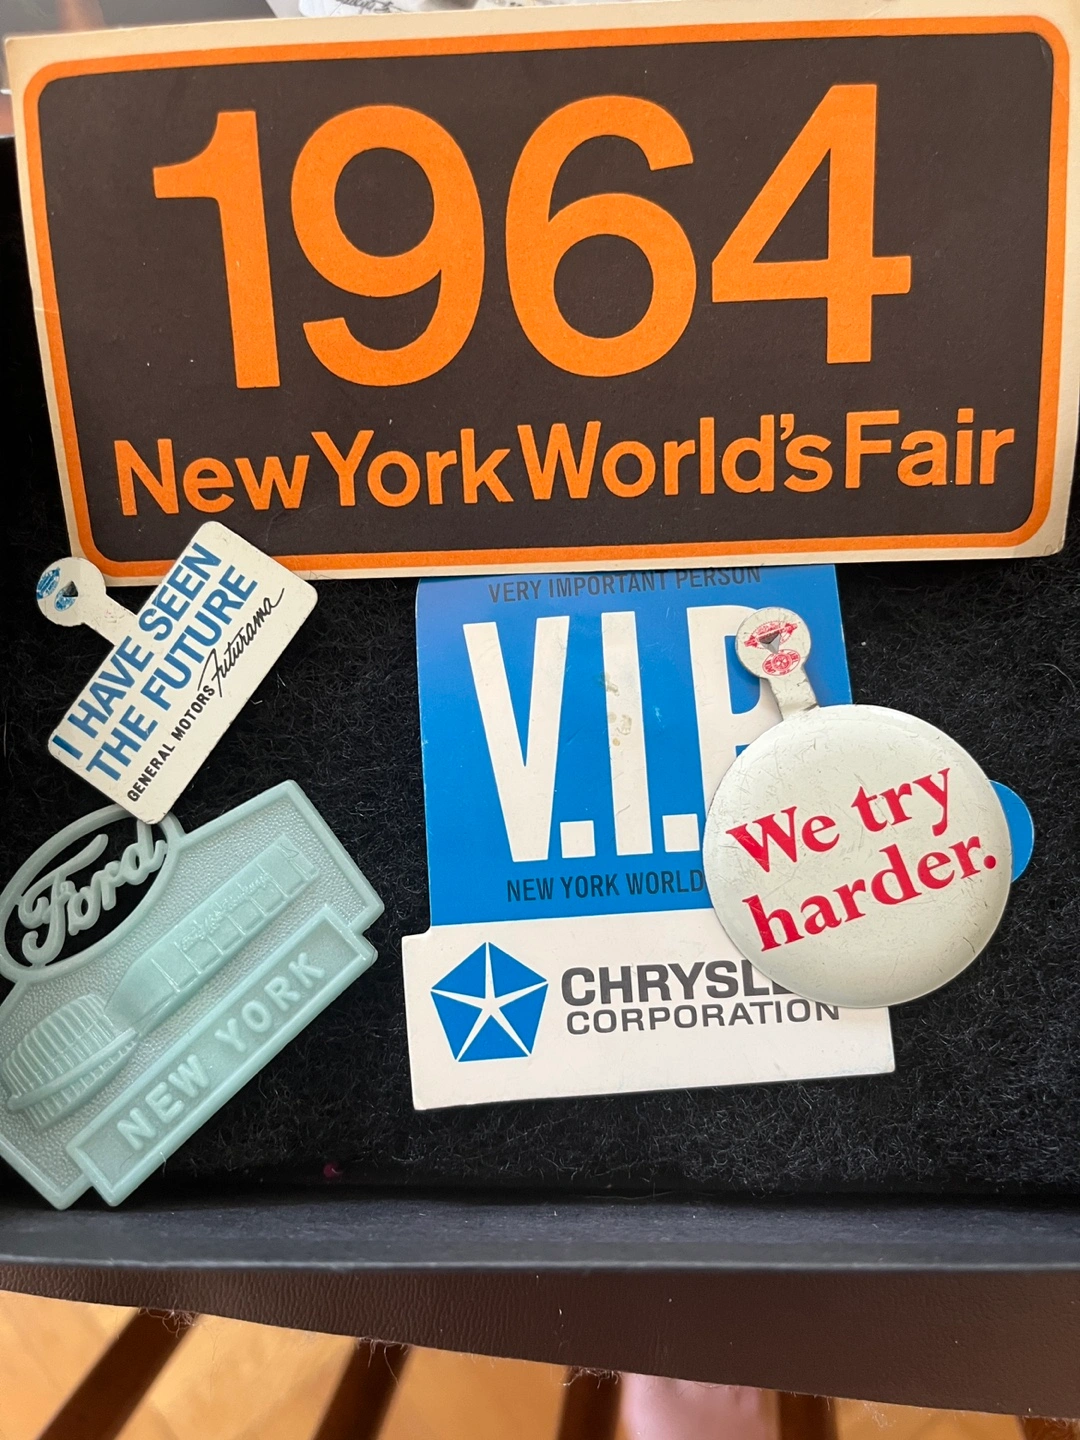 1964
New York World's Fair
I HAVE SEEN
THE FUTURE
GENERAL MOTORS Futurama
VERY IMPORTANT PERSON
V.I.P
NEW YORK WORLD
CHRYSLE
CORPORATION
We try
harder.
Ford
NEW YORK